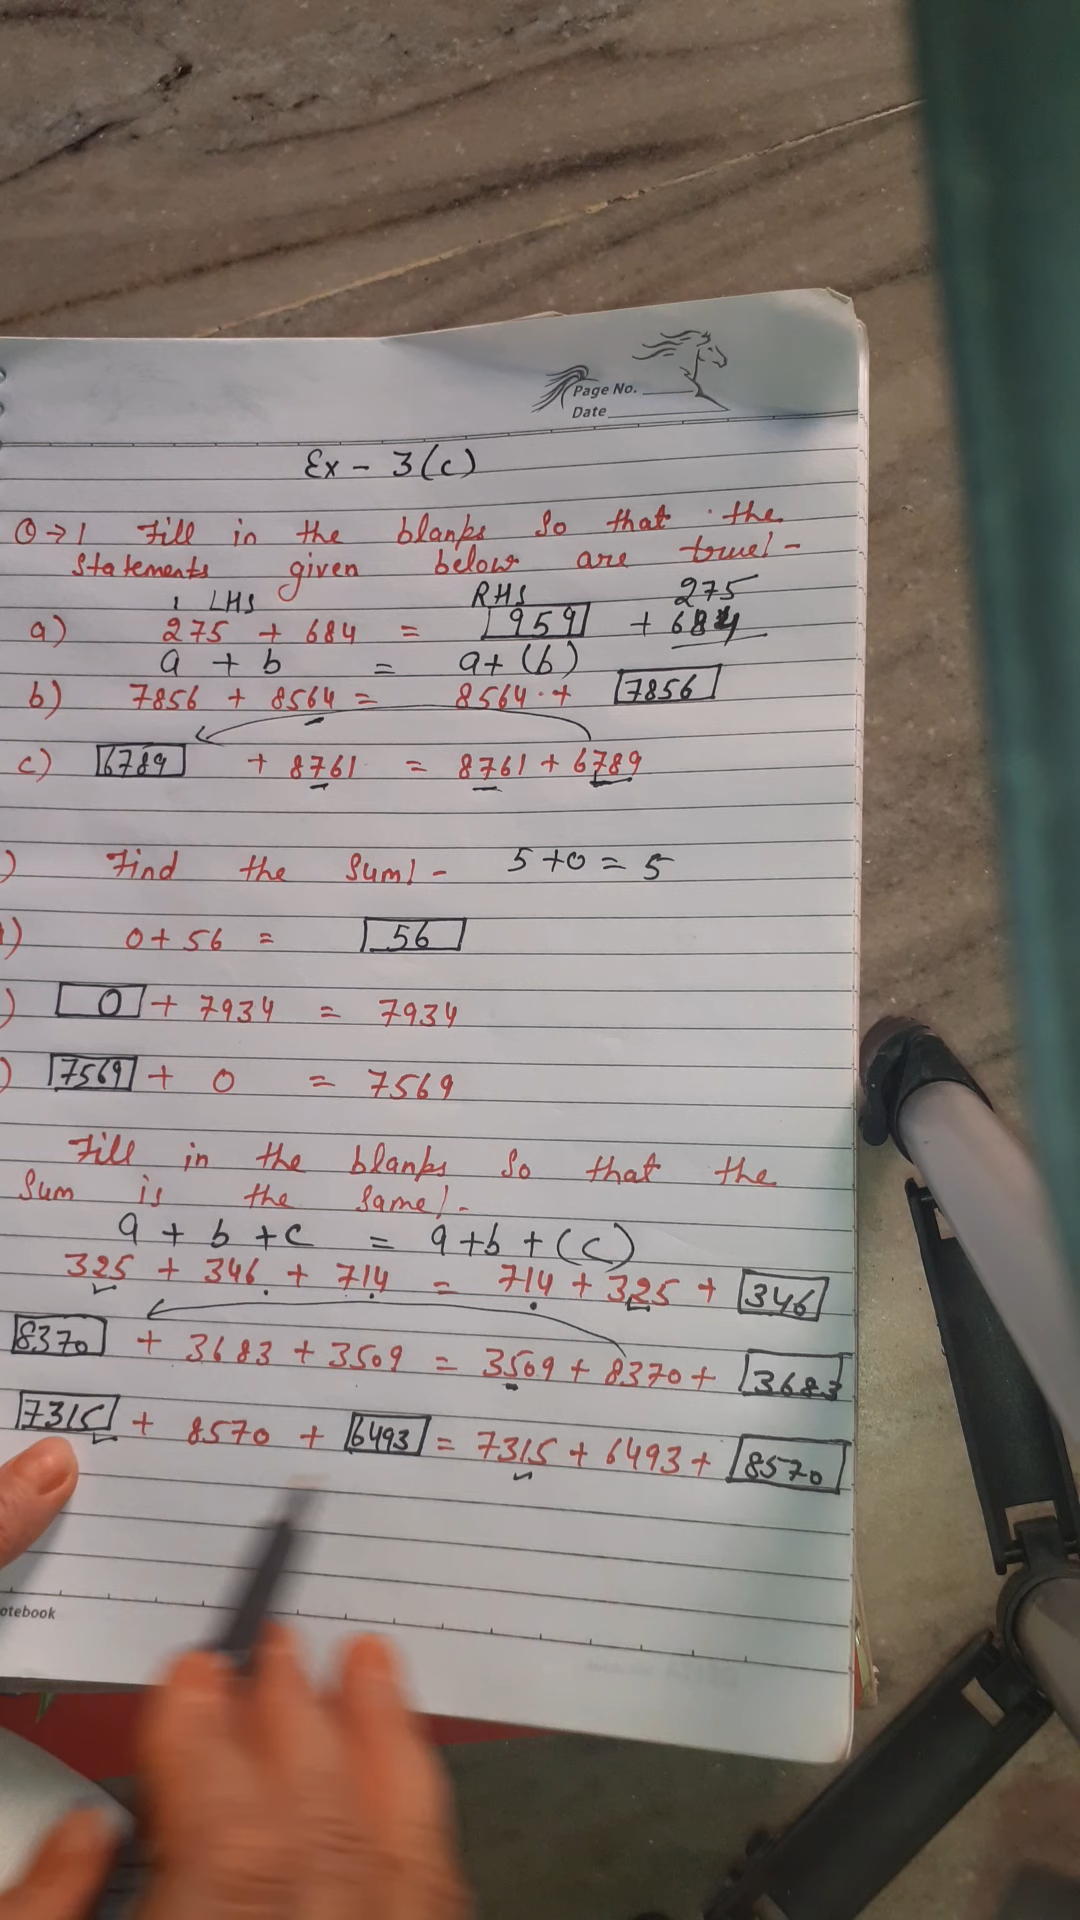 Page No.
Date
Ex - 3(c)
Q→1 Fill in the blanks so that the
statements given below are true!-
LHS RHS 275
a) 275 + 684 = 959 + 684
a + b = a+(b)
b) 7856 + 8564 = 8564 + 7856
c) 6789 + 8761 = 8761 + 6789
) Find the sum!- 5+0 = 5
) 0 + 56 = 56
) 0 + 7934 = 7934
) 7569 + 0 = 7569
Fill in the blanks so that the
sum is the same!-
a + b + c = a+b+(c)
325 + 346 + 714 = 714 + 325 + 346
8370 + 3683 + 3509 = 3509 + 8370 + 3683
7315 + 8570 + 6493 = 7315 + 6493 + 8570
otebook